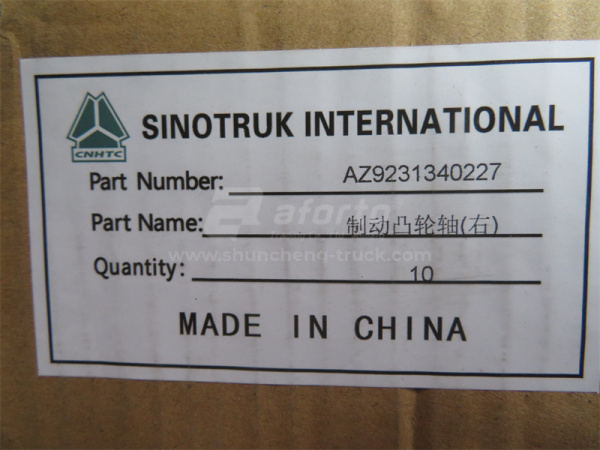 SINOTRUK INTERNATIONAL
CNHTC
Part Number: AZ9231340227
Part Name: 制动凸轮轴(右)
aforto
www.shuncheng-truck.com
Quantity: 10
MADE IN CHINA